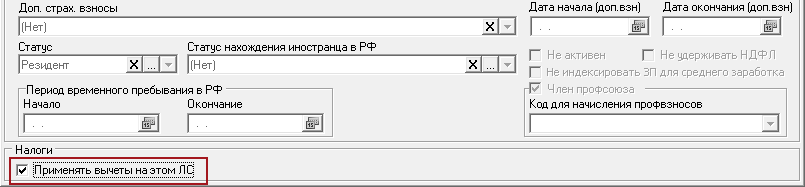 Доп. страх. взносы Дата начала (доп.взн) Дата окончания (доп.взн)
(Нет) X . . . .
Статус Статус нахождения иностранца в РФ
Резидент X ... (Нет) X ... Не активен Не удерживать НДФЛ
Не индексировать ЗП для среднего заработка
Период временного пребывания в РФ Член профсоюза
Начало Окончание Код для начисления профвзносов
. . . .
Налоги
Применять вычеты на этом ЛС